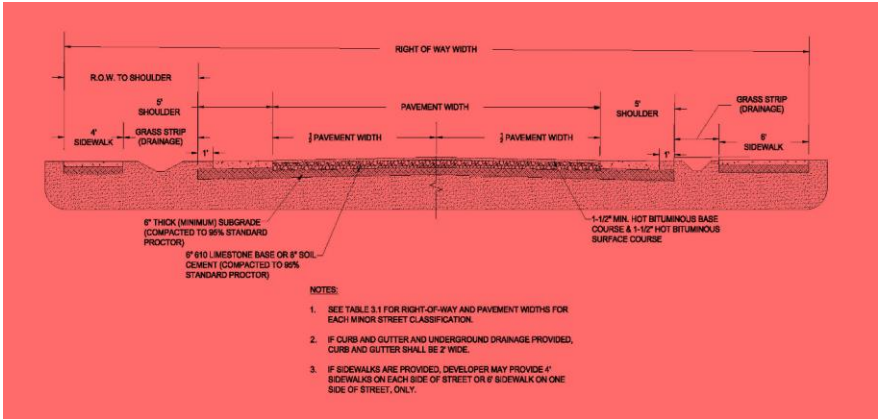 RIGHT OF WAY WIDTH
R.O.W. TO SHOULDER
5'
SHOULDER
PAVEMENT WIDTH
5'
SHOULDER
GRASS STRIP
(DRAINAGE)
4'
SIDEWALK
GRASS STRIP
(DRAINAGE)
½ PAVEMENT WIDTH
½ PAVEMENT WIDTH
6'
SIDEWALK
1'
1'
6" THICK (MINIMUM) SUBGRADE
(COMPACTED TO 95% STANDARD
PROCTOR)
6" 610 LIMESTONE BASE OR 8" SOIL
CEMENT (COMPACTED TO 95%
STANDARD PROCTOR)
1-1/2" MIN. HOT BITUMINOUS BASE
COURSE & 1-1/2" HOT BITUMINOUS
SURFACE COURSE
NOTES:
1. SEE TABLE 3.1 FOR RIGHT-OF-WAY AND PAVEMENT WIDTHS FOR
EACH MINOR STREET CLASSIFICATION.
2. IF CURB AND GUTTER AND UNDERGROUND DRAINAGE PROVIDED,
CURB AND GUTTER SHALL BE 2' WIDE.
3. IF SIDEWALKS ARE PROVIDED, DEVELOPER MAY PROVIDE 4'
SIDEWALKS ON EACH SIDE OF STREET OR 6' SIDEWALK ON ONE
SIDE OF STREET, ONLY.